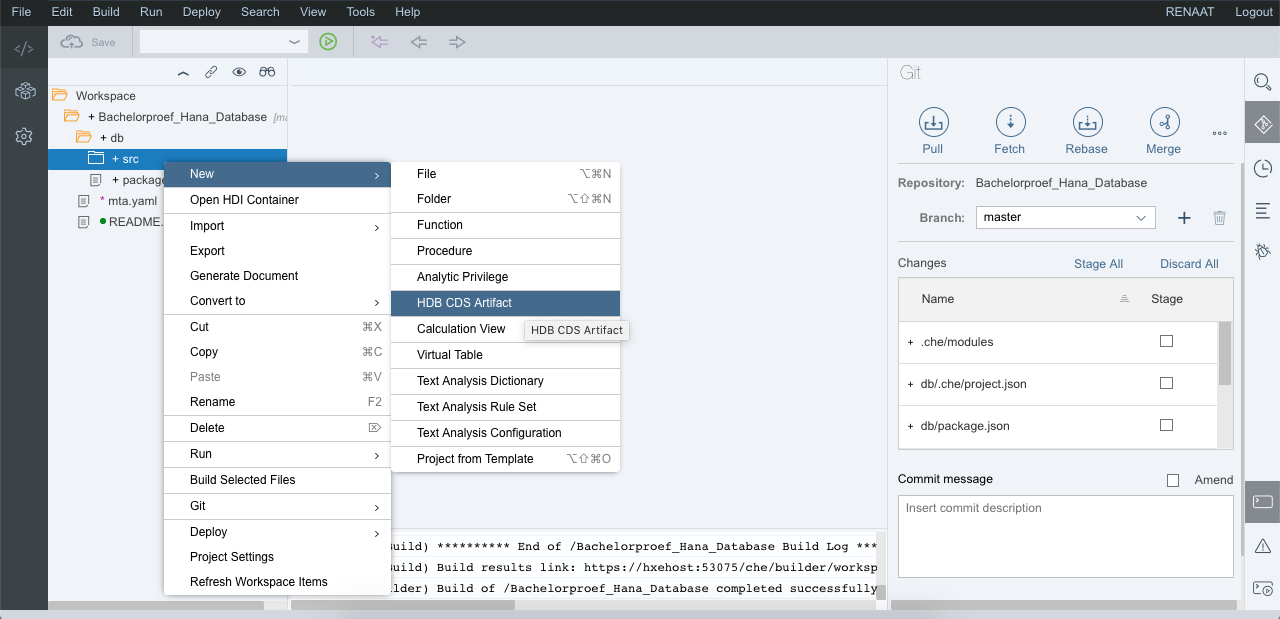 File Edit Build Run Deploy Search View Tools Help RENAAT Logout
Save
Workspace
+ Bachelorproef_Hana_Database
+ db
+ src
+ package
* mta.yaml
README.
New
Open HDI Container
Import
Export
Generate Document
Convert to
Cut ⌘X
Copy ⌘C
Paste ⌘V
Rename F2
Delete
Run
Build Selected Files
Git
Deploy
Project Settings
Refresh Workspace Items
File ⌥⌘N
Folder ⌥⇧⌘N
Function
Procedure
Analytic Privilege
HDB CDS Artifact
Calculation View
HDB CDS Artifact
Virtual Table
Text Analysis Dictionary
Text Analysis Rule Set
Text Analysis Configuration
Project from Template ⌥⇧⌘O
uild) ********** End of /Bachelorproef_Hana_Database Build Log ***
uild) Build results link: https://hxehost:53075/che/builder/worksp
lder) Build of /Bachelorproef_Hana_Database completed successfully
Git
Pull Fetch Rebase Merge
Repository: Bachelorproef_Hana_Database
Branch: master
Changes Stage All Discard All
Name Stage
+ .che/modules
+ db/.che/project.json
+ db/package.json
Commit message Amend
Insert commit description